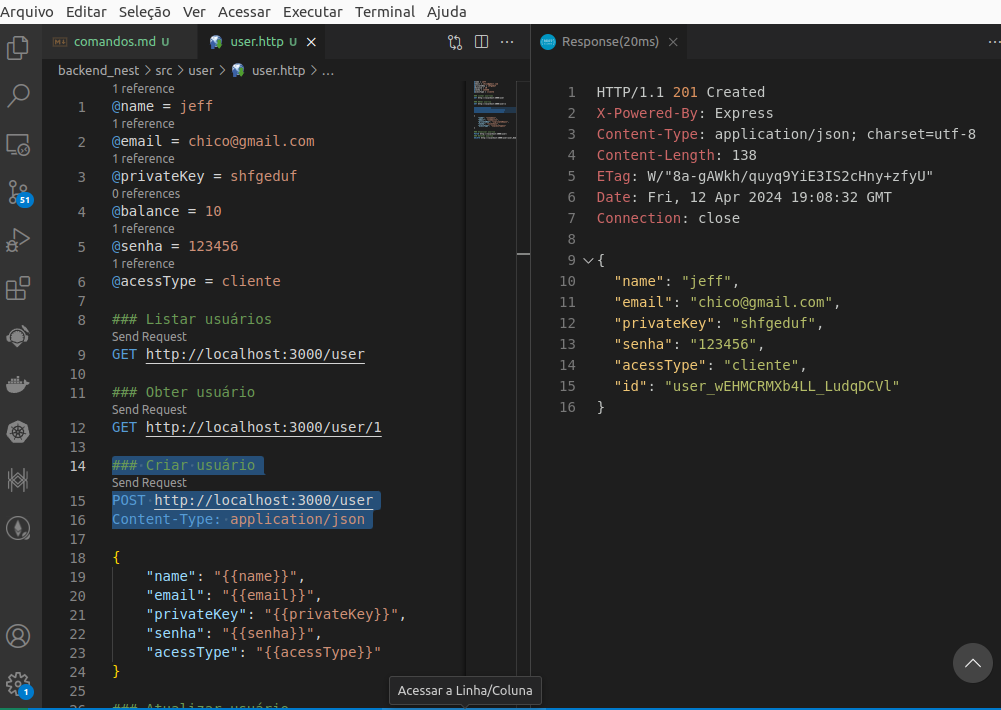 Arquivo Editar Seleção Ver Acessar Executar Terminal Ajuda
comandos.md U
user.http U
Response(20ms)
backend_nest > src > user > user.http > ...
1 reference
1 @name = jeff
1 reference
2 @email = chico@gmail.com
1 reference
3 @privateKey = shfgeduf
0 references
4 @balance = 10
1 reference
5 @senha = 123456
1 reference
6 @acessType = cliente
7
8 ### Listar usuários
Send Request
9 GET http://localhost:3000/user
10
11 ### Obter usuário
Send Request
12 GET http://localhost:3000/user/1
13
14 ### Criar usuário
Send Request
15 POST http://localhost:3000/user
16 Content-Type: application/json
17
18 {
19 "name": "{{name}}",
20 "email": "{{email}}",
21 "privateKey": "{{privateKey}}",
22 "senha": "{{senha}}",
23 "acessType": "{{acessType}}"
24 }
25
26 ### Atualizar usuário
1 HTTP/1.1 201 Created
2 X-Powered-By: Express
3 Content-Type: application/json; charset=utf-8
4 Content-Length: 138
5 ETag: W/"8a-gAWkh/quyq9YiE3IS2cHny+zfyU"
6 Date: Fri, 12 Apr 2024 19:08:32 GMT
7 Connection: close
8
9 {
10 "name": "jeff",
11 "email": "chico@gmail.com",
12 "privateKey": "shfgeduf",
13 "senha": "123456",
14 "acessType": "cliente",
15 "id": "user_wEHMCRMXb4LL_LudqDCVl"
16 }
51
1
Acessar a Linha/Coluna